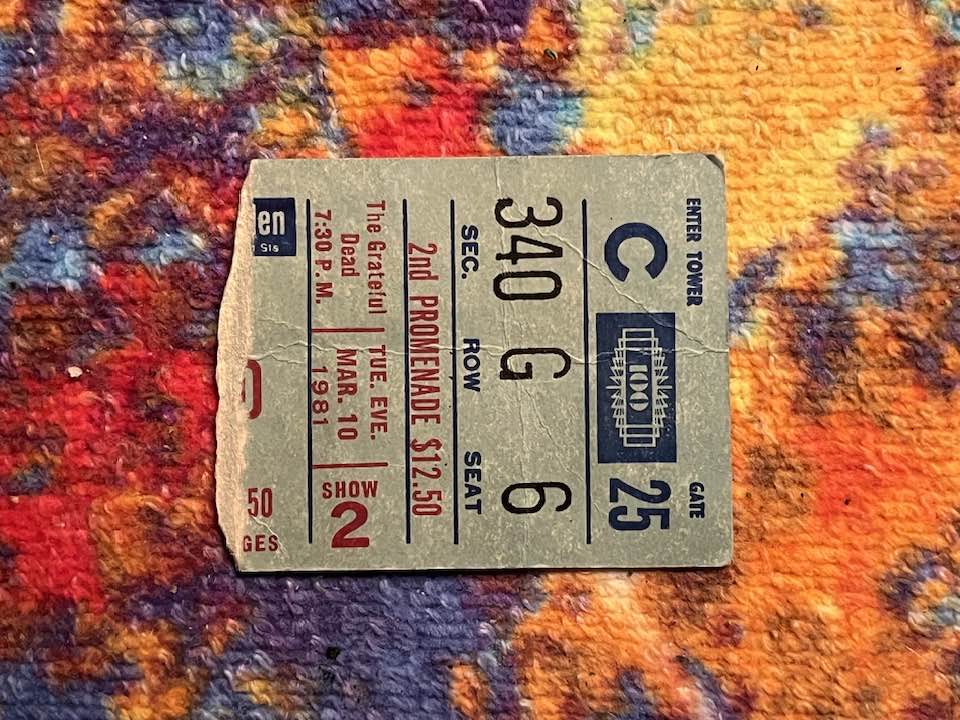 ENTER TOWER GATE
C 100 25
340 G 6
SEC. ROW SEAT
2nd PROMENADE $12.50
The Grateful TUE. EVE.
Dead MAR. 10 SHOW
7:30 P.M. 1981 2
en
50
GES